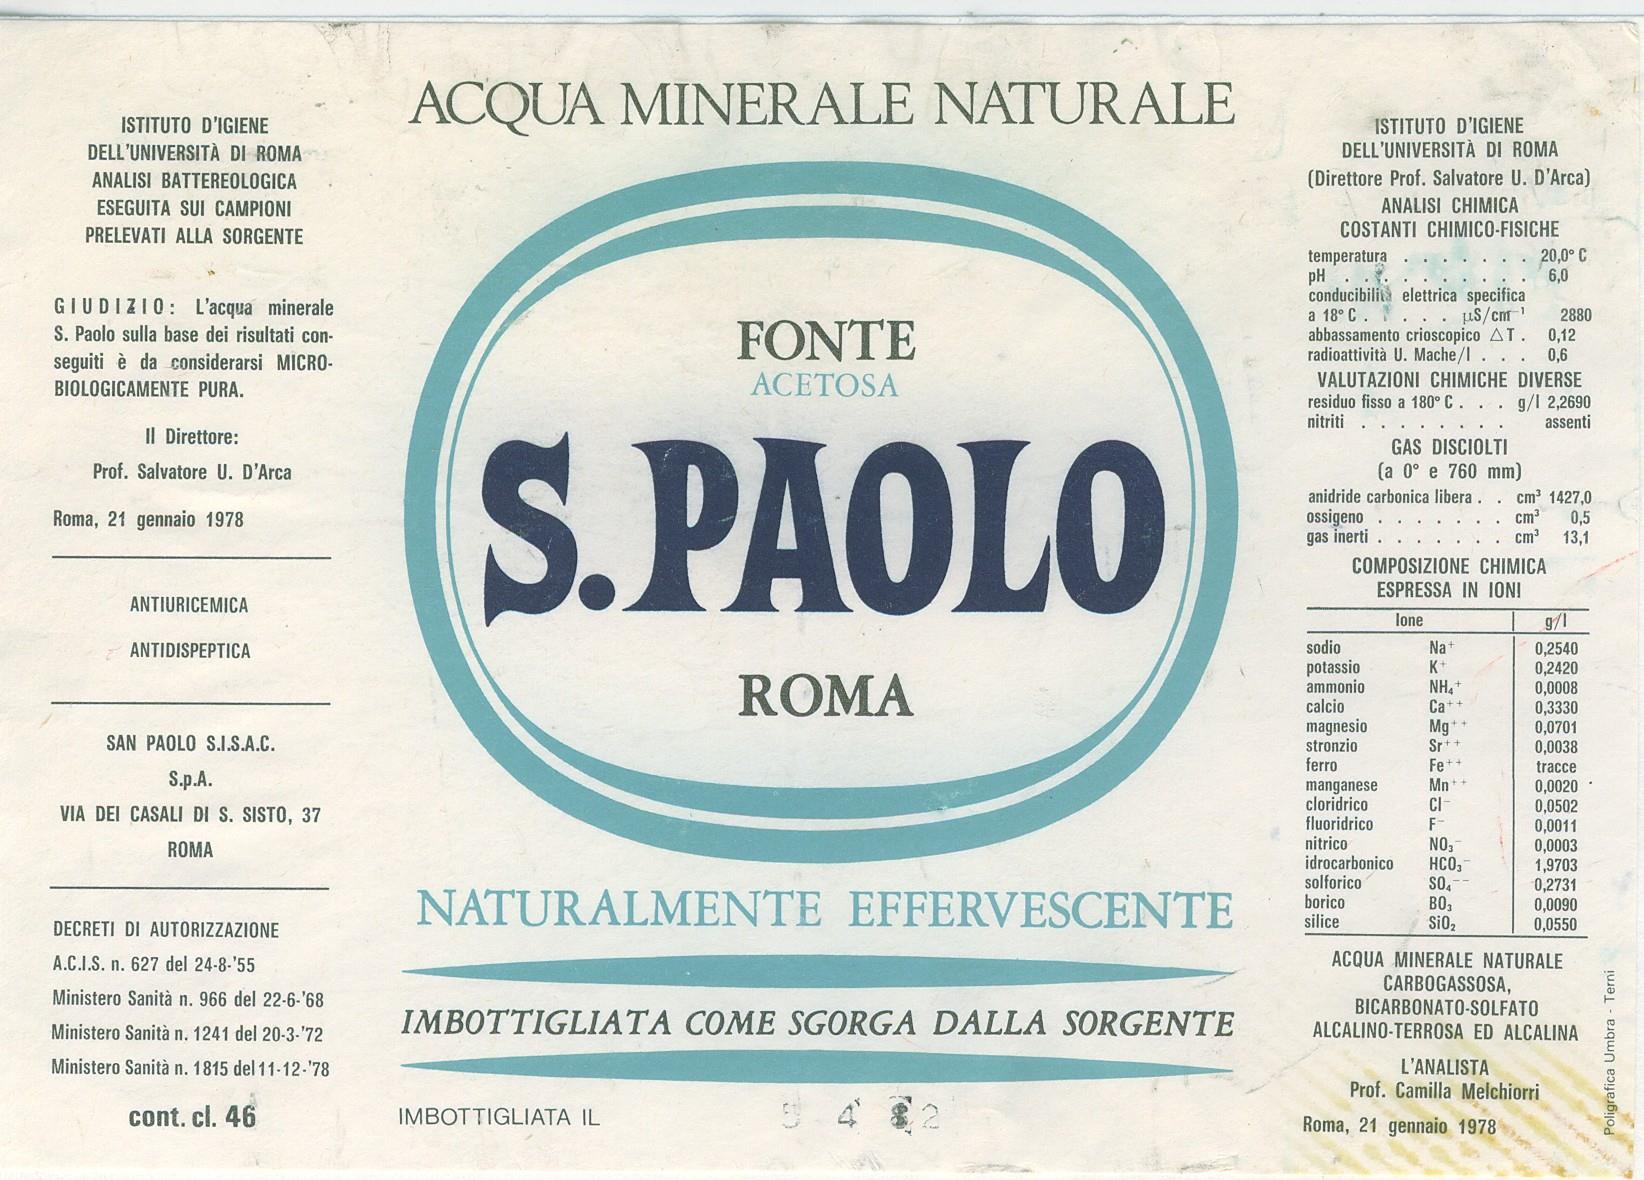 ACQUA MINERALE NATURALE
ISTITUTO D'IGIENE
DELL'UNIVERSITÀ DI ROMA
ANALISI BATTEREOLOGICA
ESEGUITA SUI CAMPIONI
PRELEVATI ALLA SORGENTE
GIUDIZIO: L'acqua minerale
S. Paolo sulla base dei risultati con-
seguiti è da considerarsi MICRO-
BIOLOGICAMENTE PURA.
Il Direttore:
Prof. Salvatore U. D'Arca
Roma, 21 gennaio 1978
ANTIURICEMICA
ANTIDISPEPTICA
SAN PAOLO S.I.S.A.C.
S.p.A.
VIA DEI CASALI DI S. SISTO, 37
ROMA
DECRETI DI AUTORIZZAZIONE
A.C.I.S. n. 627 del 24-8-'55
Ministero Sanità n. 966 del 22-6-'68
Ministero Sanità n. 1241 del 20-3-'72
Ministero Sanità n. 1815 del 11-12-'78
cont. cl. 46
FONTE
ACETOSA
S. PAOLO
ROMA
NATURALMENTE EFFERVESCENTE
IMBOTTIGLIATA COME SGORGA DALLA SORGENTE
IMBOTTIGLIATA IL
ISTITUTO D'IGIENE
DELL'UNIVERSITÀ DI ROMA
(Direttore Prof. Salvatore U. D'Arca)
ANALISI CHIMICA
COSTANTI CHIMICO-FISICHE
temperatura . . . . . . . 20,0° C
pH . . . . . . . . . . 6,0
conducibilità elettrica specifica
a 18° C . . . . . µS/cm⁻¹ 2880
abbassamento crioscopico △T . 0,12
radioattività U. Mache/l . . . 0,6
VALUTAZIONI CHIMICHE DIVERSE
residuo fisso a 180° C . . . g/l 2,2690
nitriti . . . . . . . . assenti
GAS DISCIOLTI
(a 0° e 760 mm)
anidride carbonica libera . . cm³ 1427,0
ossigeno . . . . . . . cm³ 0,5
gas inerti . . . . . . . cm³ 13,1
COMPOSIZIONE CHIMICA
ESPRESSA IN IONI
Ione g/l
sodio Na⁺ 0,2540
potassio K⁺ 0,2420
ammonio NH₄⁺ 0,0008
calcio Ca⁺⁺ 0,3330
magnesio Mg⁺⁺ 0,0701
stronzio Sr⁺⁺ 0,0038
ferro Fe⁺⁺ tracce
manganese Mn⁺⁺ 0,0020
cloridrico Cl⁻ 0,0502
fluoridrico F⁻ 0,0011
nitrico NO₃⁻ 0,0003
idrocarbonico HCO₃⁻ 1,9703
solforico SO₄⁻⁻ 0,2731
borico BO₃ 0,0090
silice SiO₂ 0,0550
ACQUA MINERALE NATURALE
CARBOGASSOSA,
BICARBONATO-SOLFATO
ALCALINO-TERROSA ED ALCALINA
L'ANALISTA
Prof. Camilla Melchiorri
Roma, 21 gennaio 1978
Poligrafica Umbra - Terni